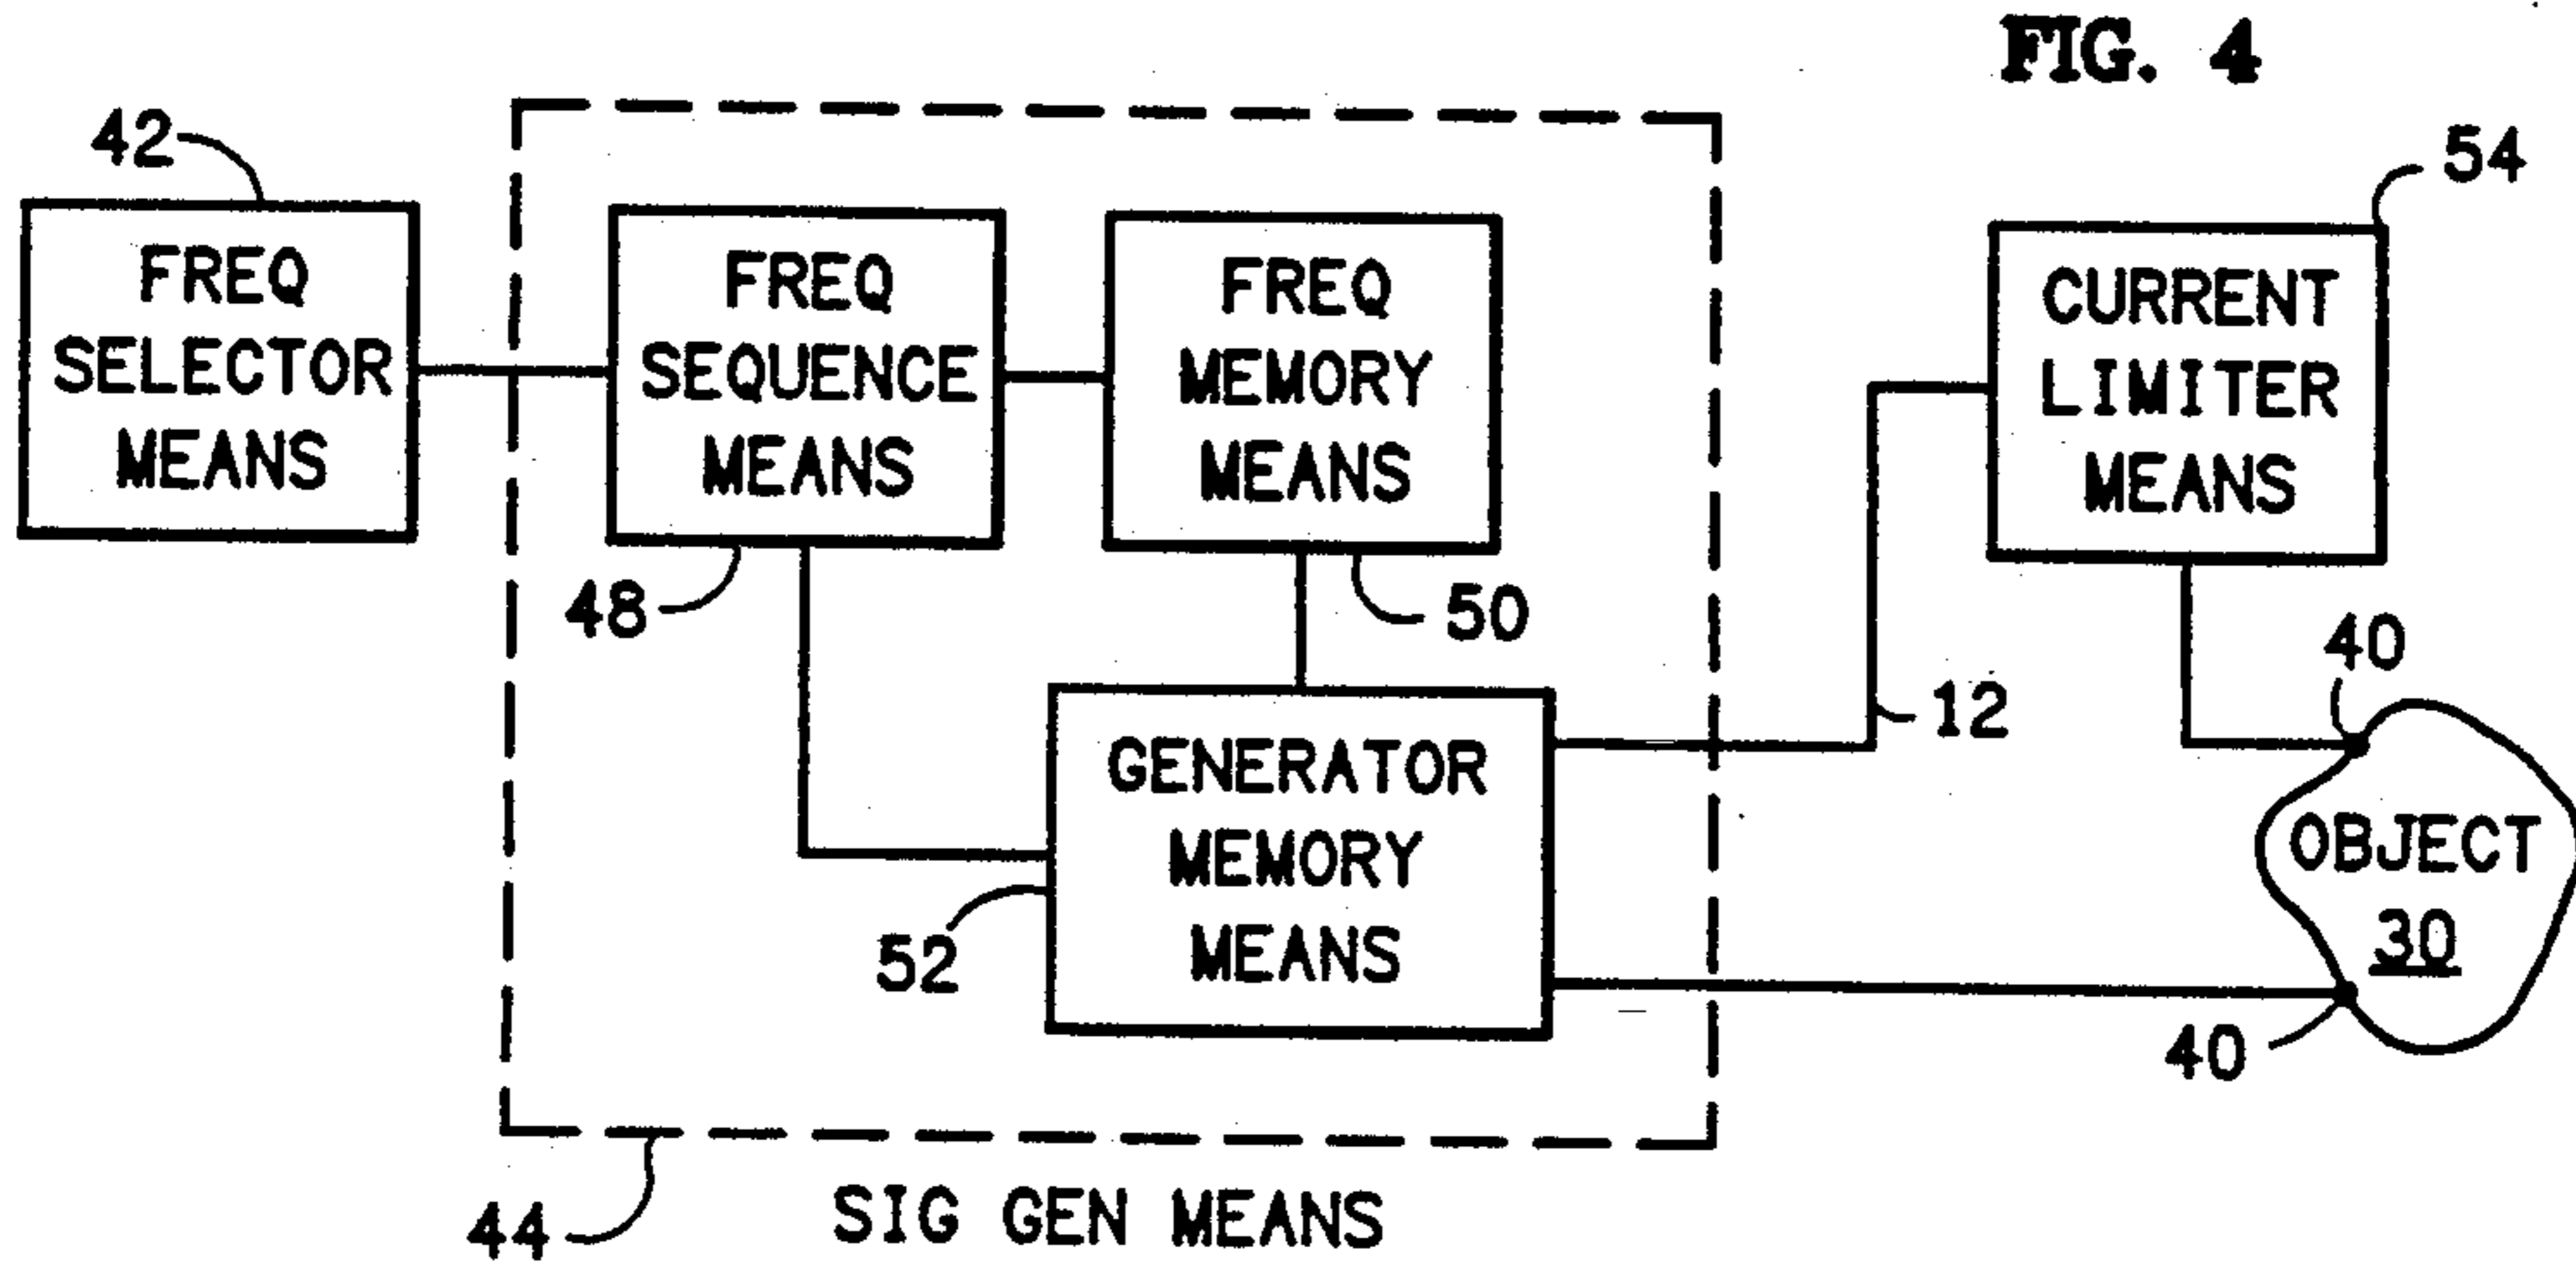 FIG. 4
42
FREQ
SELECTOR
MEANS
FREQ
SEQUENCE
MEANS
48
FREQ
MEMORY
MEANS
50
GENERATOR
MEMORY
MEANS
52
12
54
CURRENT
LIMITER
MEANS
40
OBJECT
30
40
44
SIG GEN MEANS